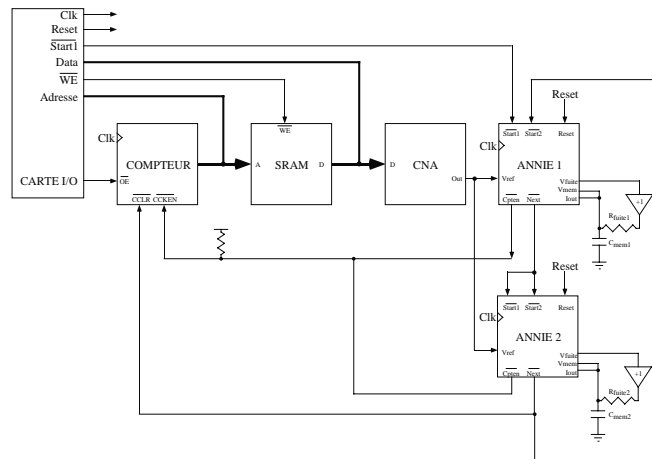 Clk
Reset
Start1
Data
WE
Adresse
CARTE I/O
Clk
COMPTEUR
OE
CCLR CCKEN
WE
A SRAM D
D CNA
Out
Reset
Start1 Start2 Reset
Clk
ANNIE 1
Vref
Vfuite
Vmem
Iout
Cpten Next
+1
Rfuite1
Cmem1
Reset
Start1 Start2 Reset
Clk
ANNIE 2
Vref
Vfuite
Vmem
Iout
Cpten Next
+1
Rfuite2
Cmem2